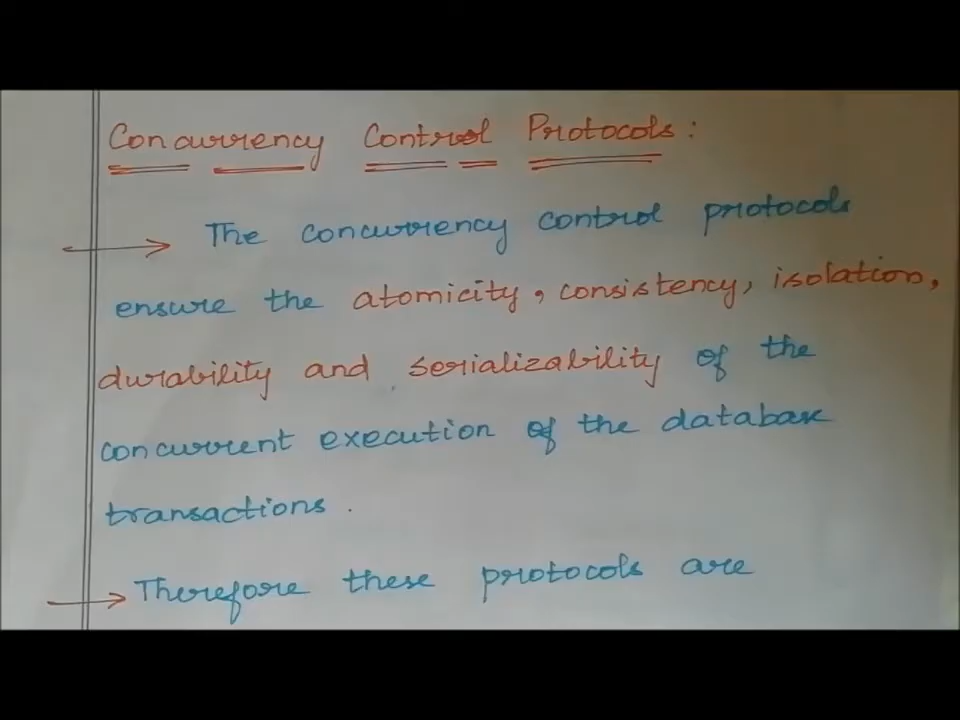 Concurrency Control Protocols:
The concurrency control protocols
ensure the atomicity, consistency, isolation,
durability and serializability of the
concurrent execution of the database
transactions.
Therefore these protocols are